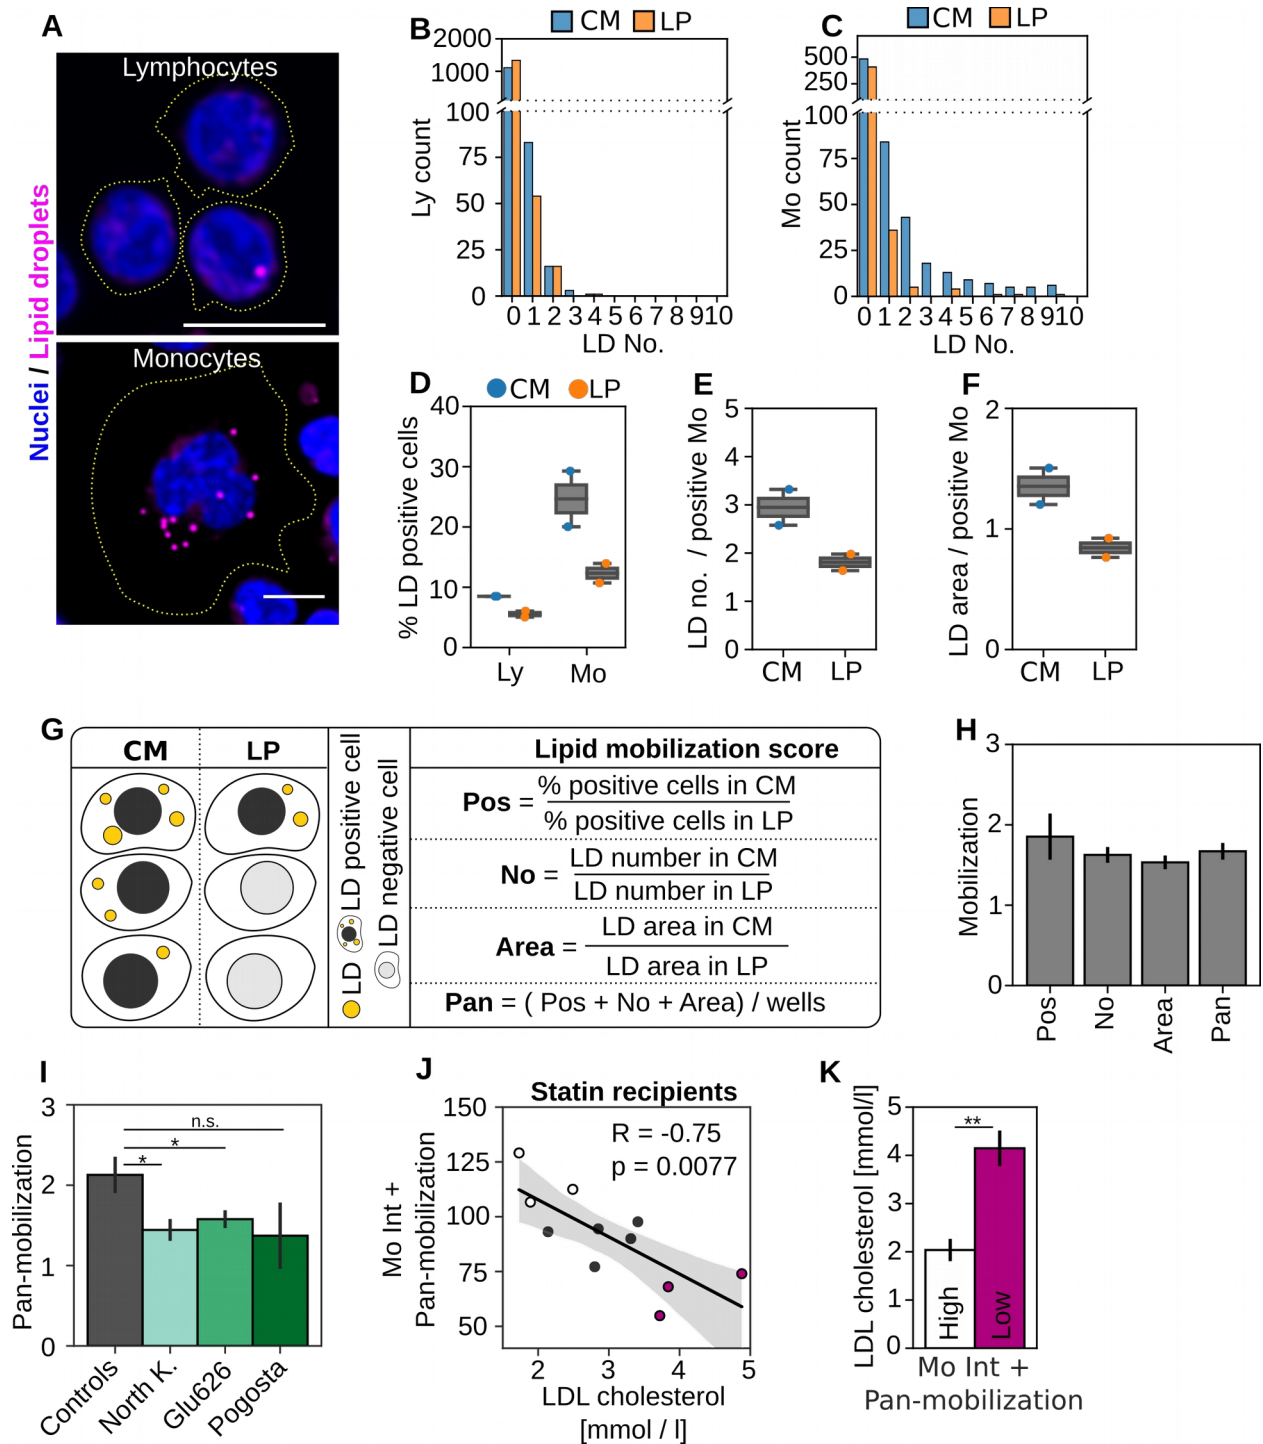 A
Lymphocytes
Monocytes
Nuclei / Lipid droplets
B
CM LP
2000
1000
100
75
50
25
0
Ly count
0 1 2 3 4 5 6 7 8 9 10
LD No.
C
CM LP
500
250
100
75
50
25
0
Mo count
0 1 2 3 4 5 6 7 8 9 10
LD No.
D
CM LP
40
30
20
10
0
% LD positive cells
Ly Mo
E
5
4
3
2
1
0
LD no. / positive Mo
CM LP
F
2
1
0
LD area / positive Mo
CM LP
G
CM LP
LD
LD positive cell
LD negative cell
Lipid mobilization score
Pos = % positive cells in CM
% positive cells in LP
No = LD number in CM
LD number in LP
Area = LD area in CM
LD area in LP
Pan = ( Pos + No + Area) / wells
H
3
2
1
0
Mobilization
Pos No Area Pan
I
3
2
1
0
Pan-mobilization
n.s.
*
*
Controls North K. Glu626 Pogosta
J
Statin recipients
R = -0.75
p = 0.0077
150
125
100
75
50
Mo Int +
Pan-mobilization
2 3 4 5
LDL cholesterol
[mmol / l]
K
LDL cholesterol [mmol/l]
5
4
3
2
1
0
**
High Low
Mo Int +
Pan-mobilization